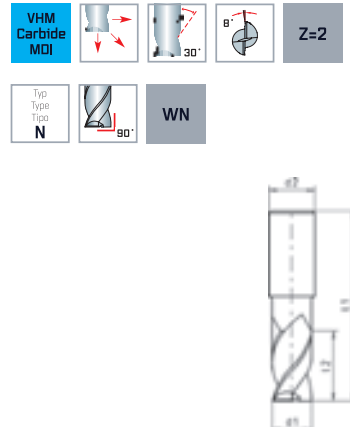 VHM
Carbide
MDI
30°
8°
Z=2
Typ
Type
Tipo
N
90°
WN
d2
l1
l2
d1